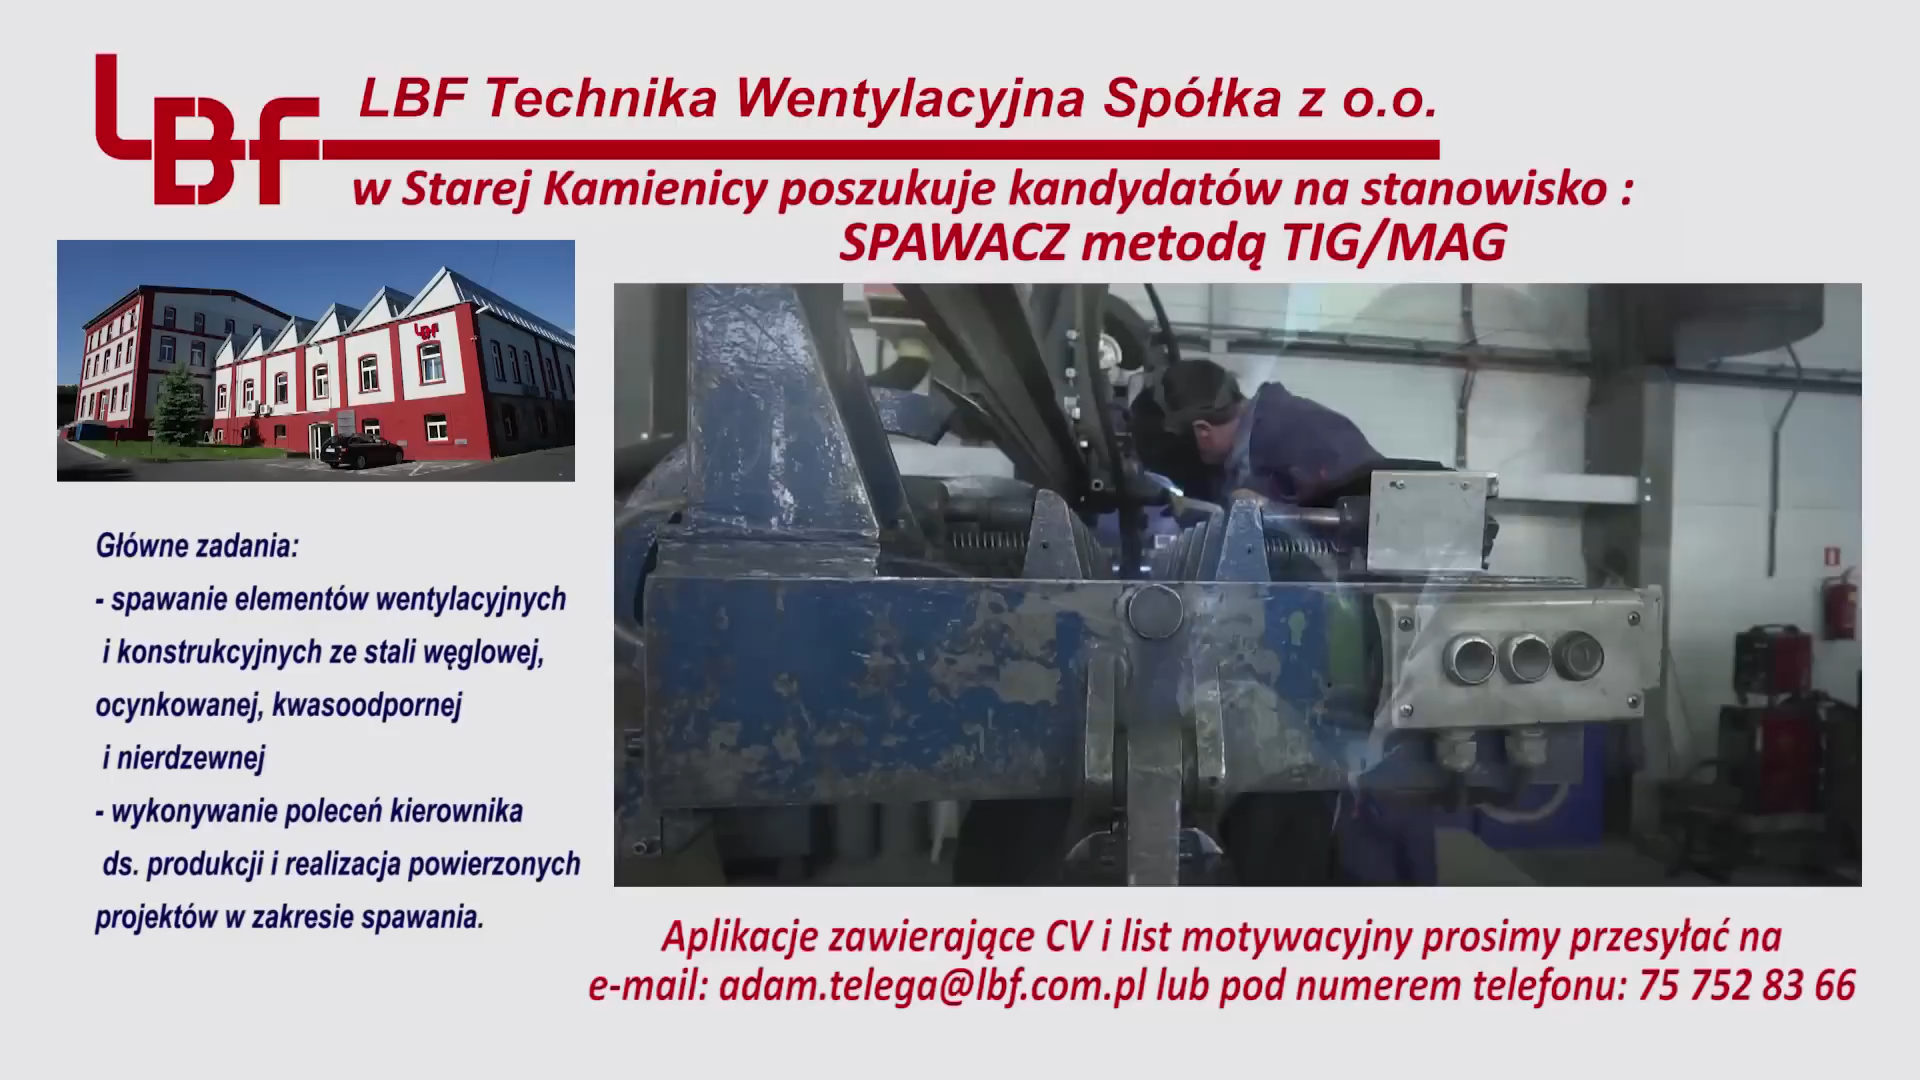 LBF
LBF Technika Wentylacyjna Spółka z o.o.
w Starej Kamienicy poszukuje kandydatów na stanowisko :
SPAWACZ metodą TIG/MAG
LBF
Główne zadania:
- spawanie elementów wentylacyjnych
i konstrukcyjnych ze stali węglowej,
ocynkowanej, kwasoodpornej
i nierdzewnej
- wykonywanie poleceń kierownika
ds. produkcji i realizacja powierzonych
projektów w zakresie spawania.
Aplikacje zawierające CV i list motywacyjny prosimy przesyłać na
e-mail: adam.telega@lbf.com.pl lub pod numerem telefonu: 75 752 83 66